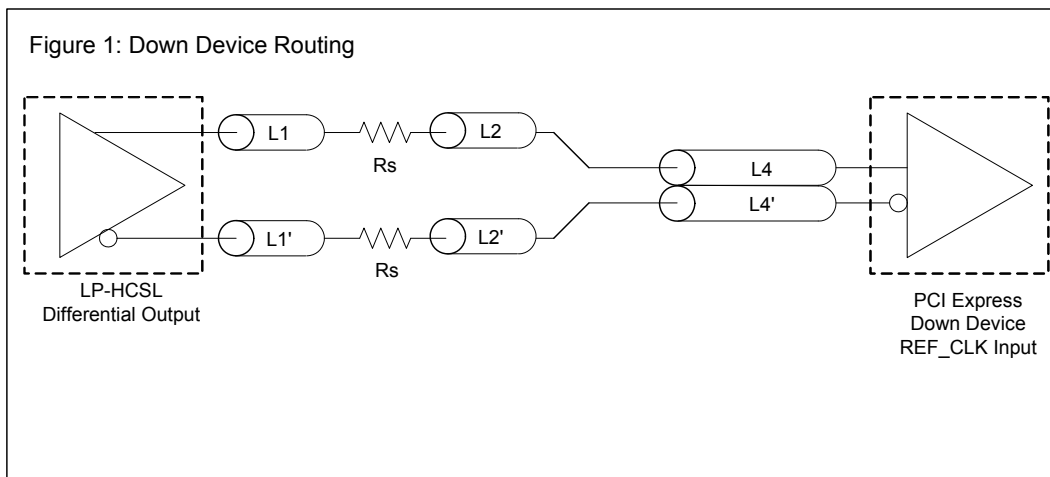 Figure 1: Down Device Routing
L1
Rs
L2
L4
L4'
L1'
Rs
L2'
LP-HCSL
Differential Output
PCI Express
Down Device
REF_CLK Input